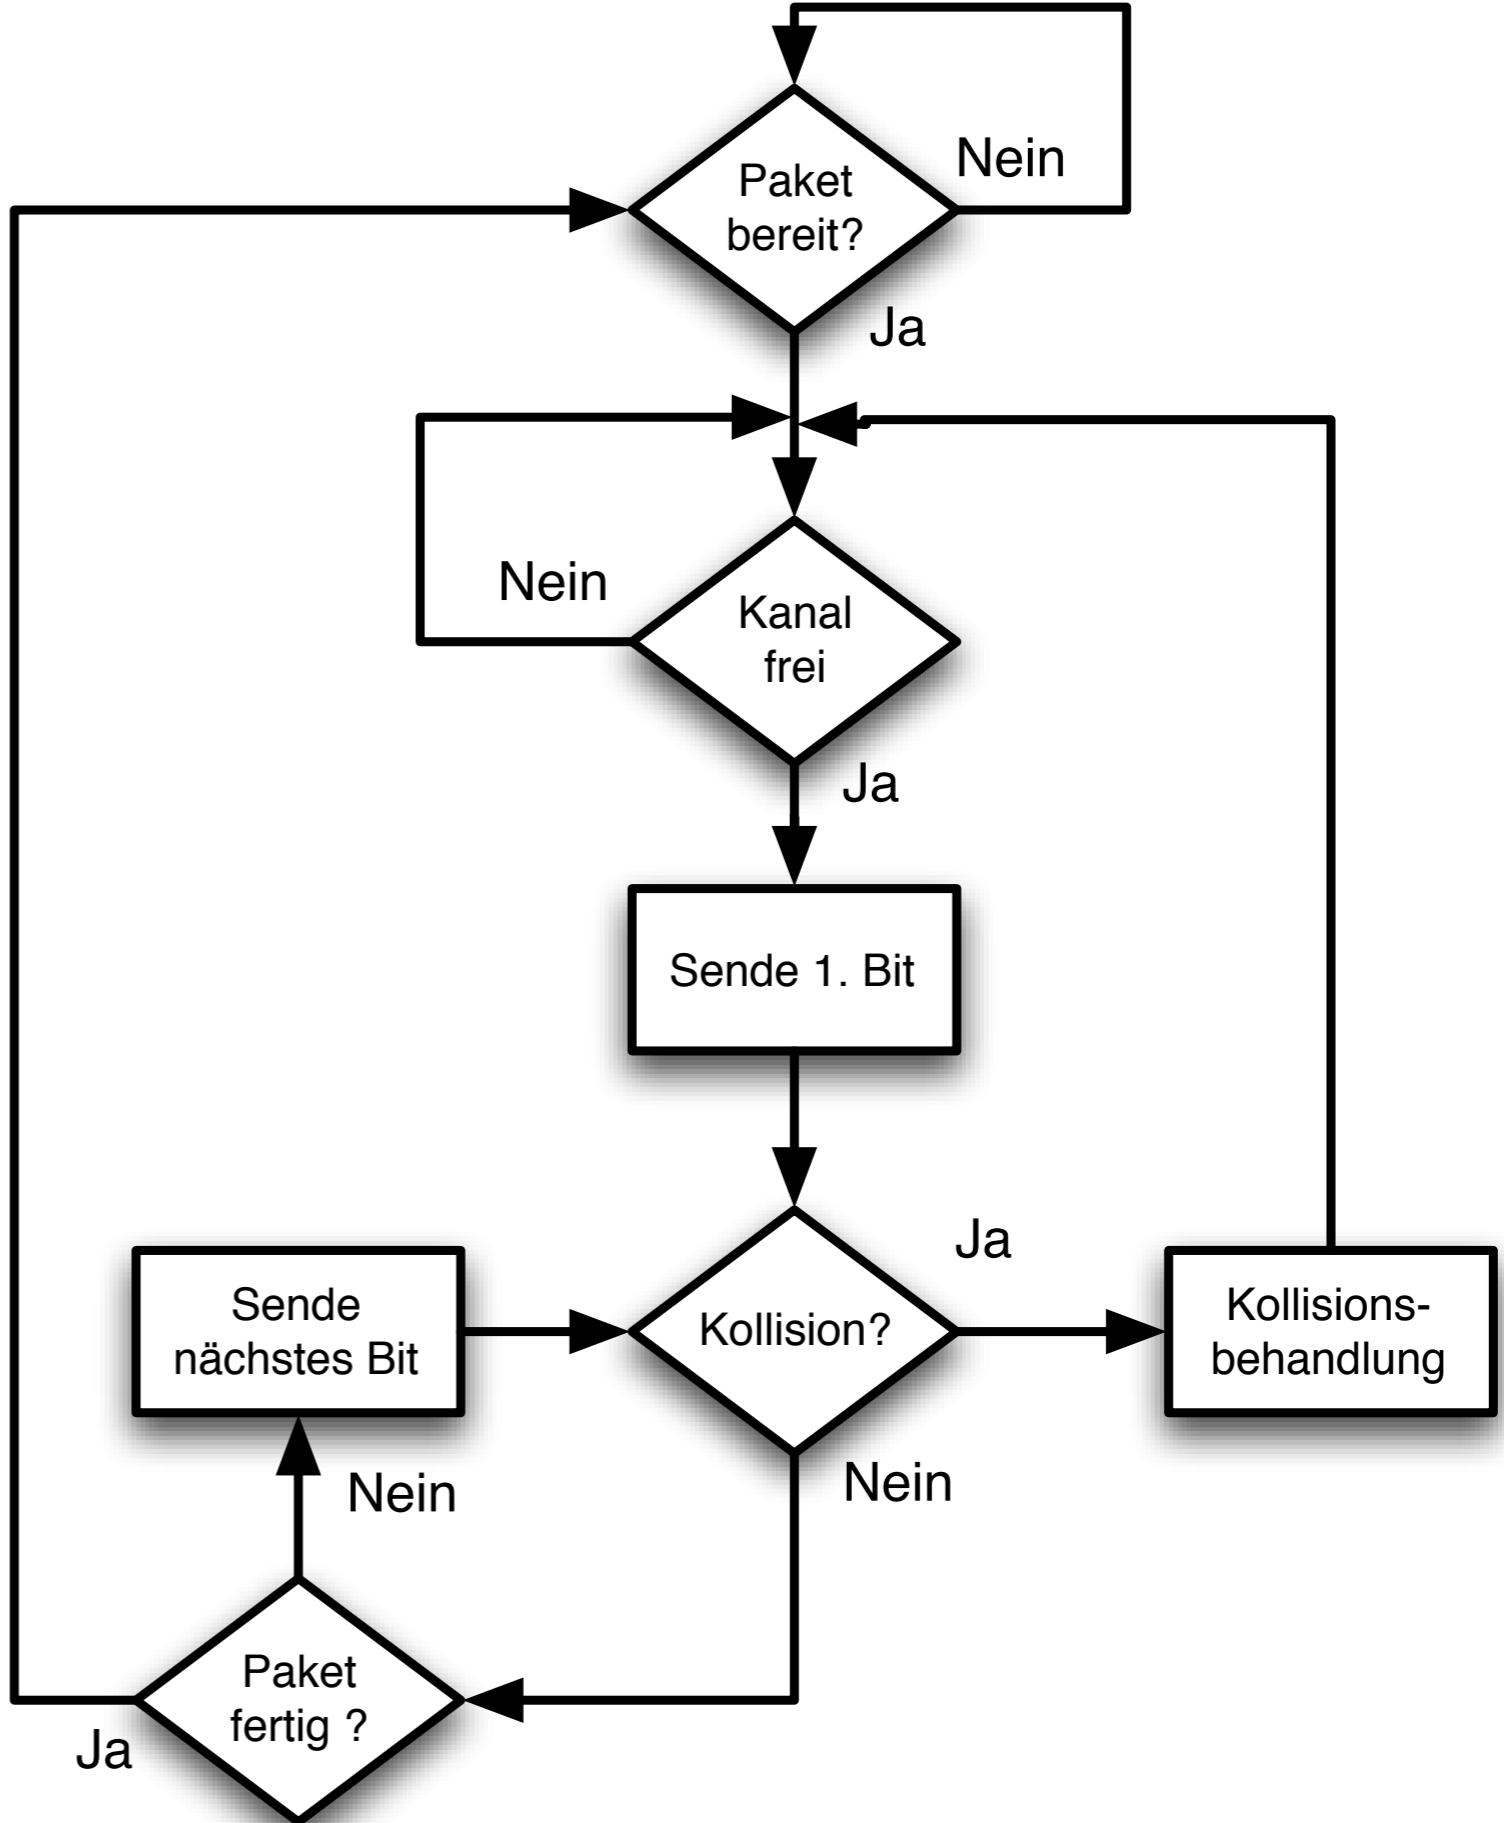 Nein
Paket
bereit?
Ja
Nein
Kanal
frei
Ja
Sende 1. Bit
Ja
Sende
nächstes Bit
Kollision?
Kollisions-
behandlung
Nein
Nein
Paket
fertig ?
Ja